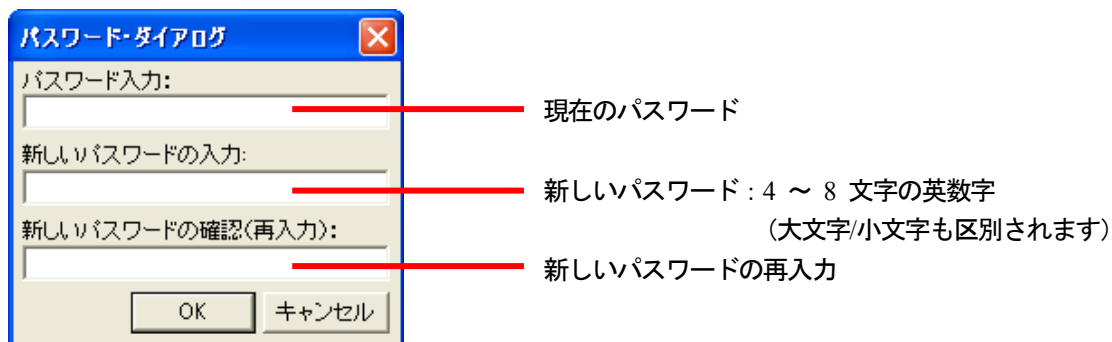 パスワード・ダイアログ
パスワード入力:
現在のパスワード
新しいパスワードの入力:
新しいパスワード : 4 ～ 8 文字の英数字
（大文字/小文字も区別されます）
新しいパスワードの確認(再入力):
新しいパスワードの再入力
OK キャンセル